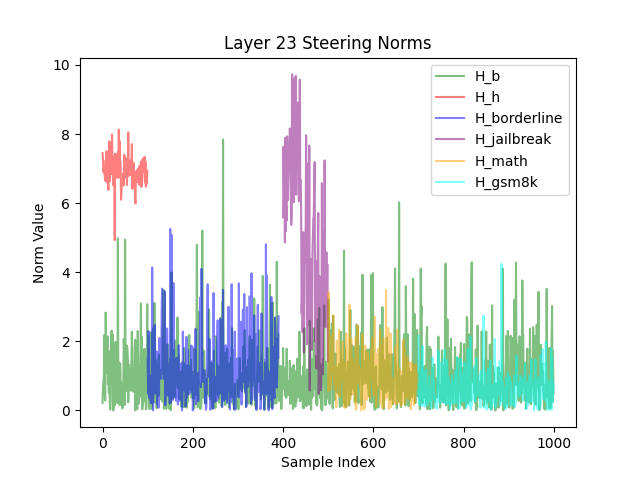 Layer 23 Steering Norms
10
8
6
4
2
0
Norm Value
0
200
400
600
800
1000
Sample Index
H_b
H_h
H_borderline
H_jailbreak
H_math
H_gsm8k